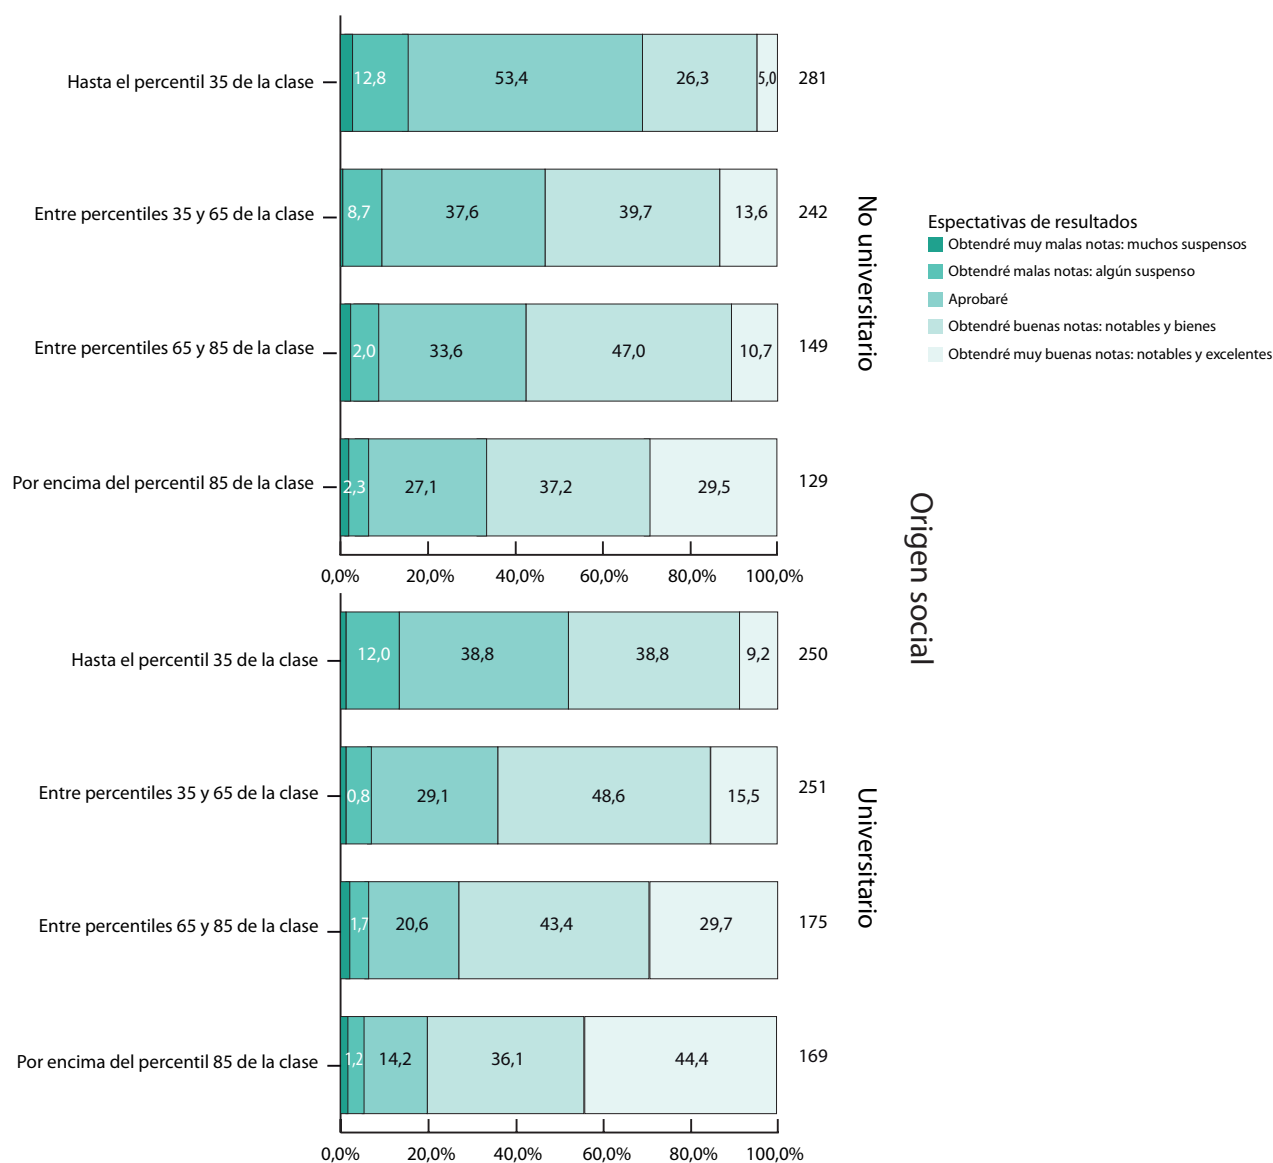 Hasta el percentil 35 de la clase 12,8 53,4 26,3 5,0 281
Entre percentiles 35 y 65 de la clase 8,7 37,6 39,7 13,6 242
Entre percentiles 65 y 85 de la clase 2,0 33,6 47,0 10,7 149
Por encima del percentil 85 de la clase 2,3 27,1 37,2 29,5 129
0,0% 20,0% 40,0% 60,0% 80,0% 100,0%
No universitario
Hasta el percentil 35 de la clase 12,0 38,8 38,8 9,2 250
Entre percentiles 35 y 65 de la clase 0,8 29,1 48,6 15,5 251
Entre percentiles 65 y 85 de la clase 1,7 20,6 43,4 29,7 175
Por encima del percentil 85 de la clase 1,2 14,2 36,1 44,4 169
0,0% 20,0% 40,0% 60,0% 80,0% 100,0%
Universitario
Origen social
Espectativas de resultados
Obtendré muy malas notas: muchos suspensos
Obtendré malas notas: algún suspenso
Aprobaré
Obtendré buenas notas: notables y bienes
Obtendré muy buenas notas: notables y excelentes